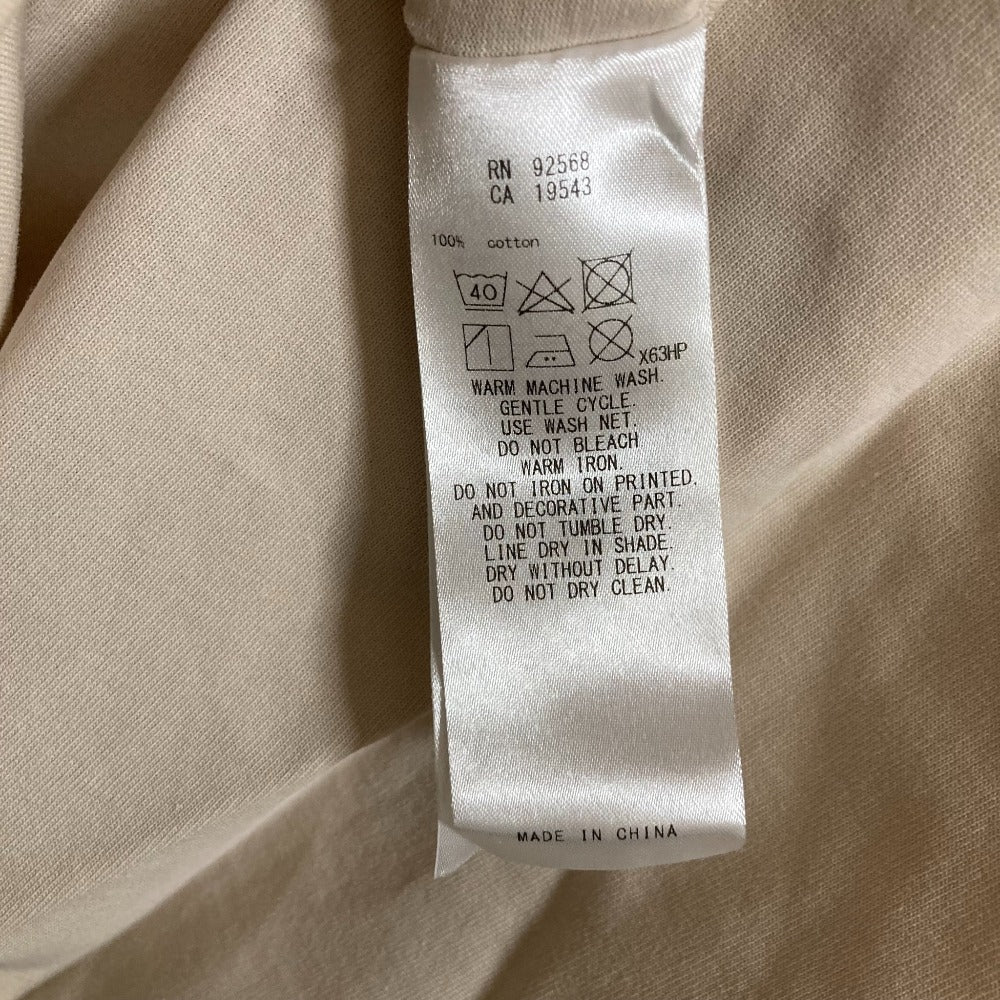 RN 92568
CA 19543
100% cotton
40
X63HP
WARM MACHINE WASH.
GENTLE CYCLE.
USE WASH NET.
DO NOT BLEACH
WARM IRON.
DO NOT IRON ON PRINTED.
AND DECORATIVE PART.
DO NOT TUMBLE DRY.
LINE DRY IN SHADE.
DRY WITHOUT DELAY.
DO NOT DRY CLEAN.
MADE IN CHINA